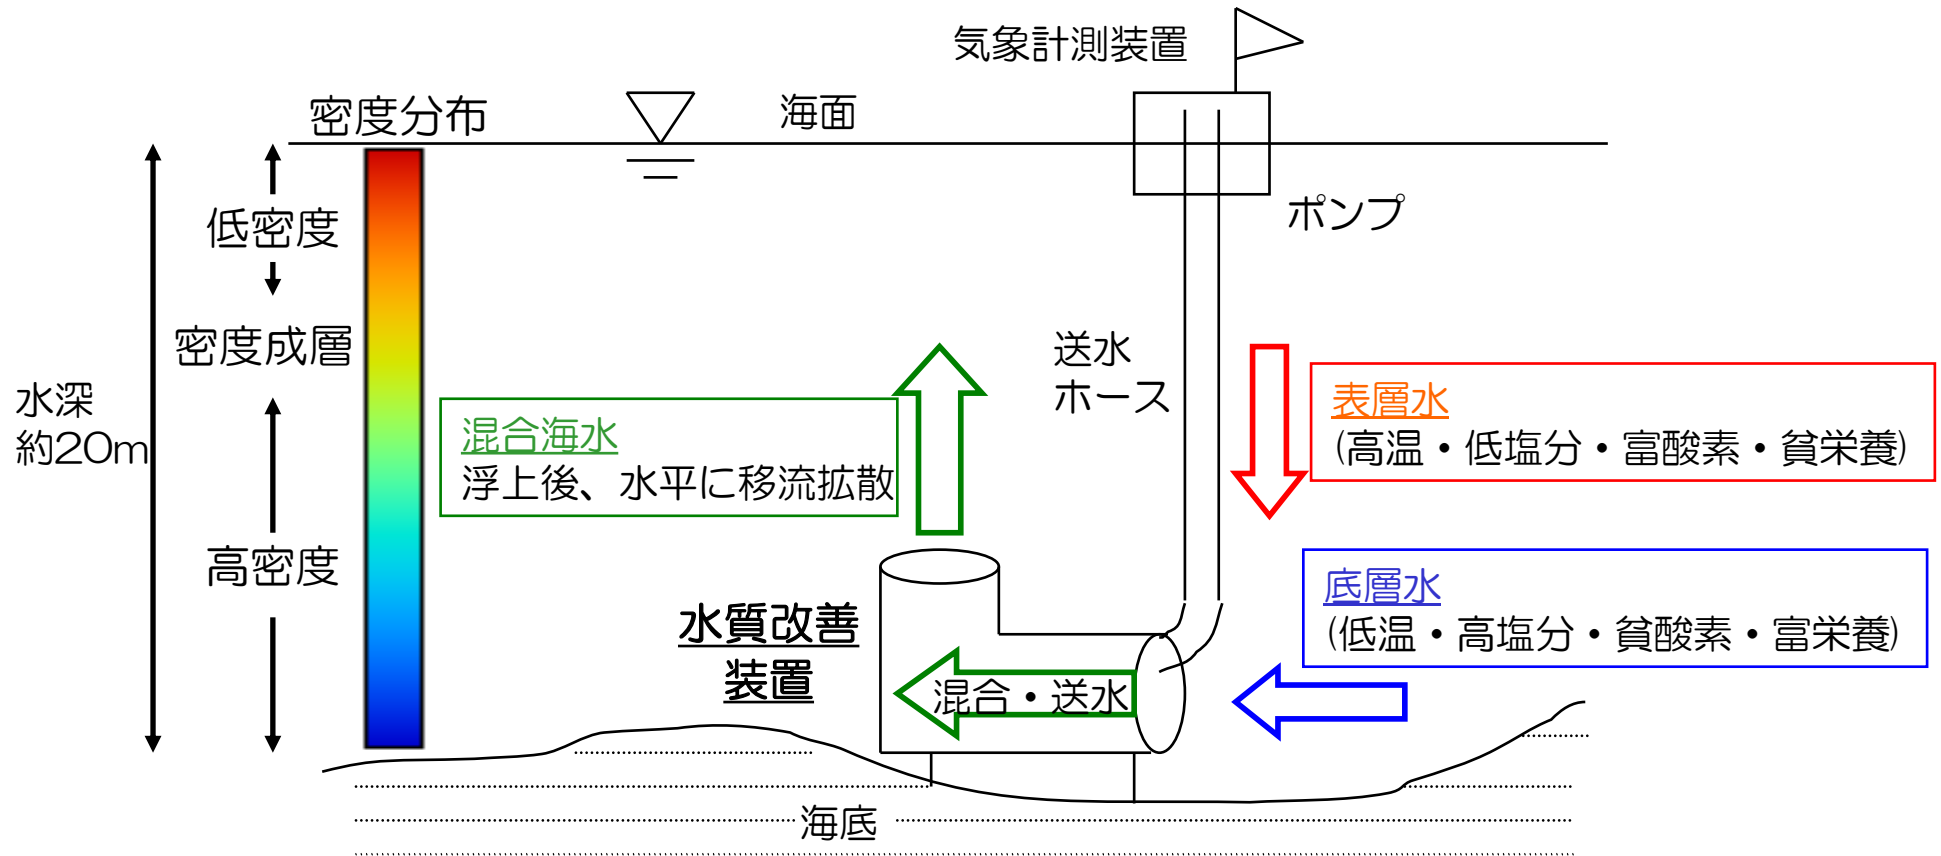 気象計測装置
密度分布
海面
低密度
ポンプ
密度成層
送水
ホース
水深
約20m
表層水
(高温・低塩分・富酸素・貧栄養)
混合海水
浮上後、水平に移流拡散
高密度
底層水
(低温・高塩分・貧酸素・富栄養)
水質改善
装置
混合・送水
海底